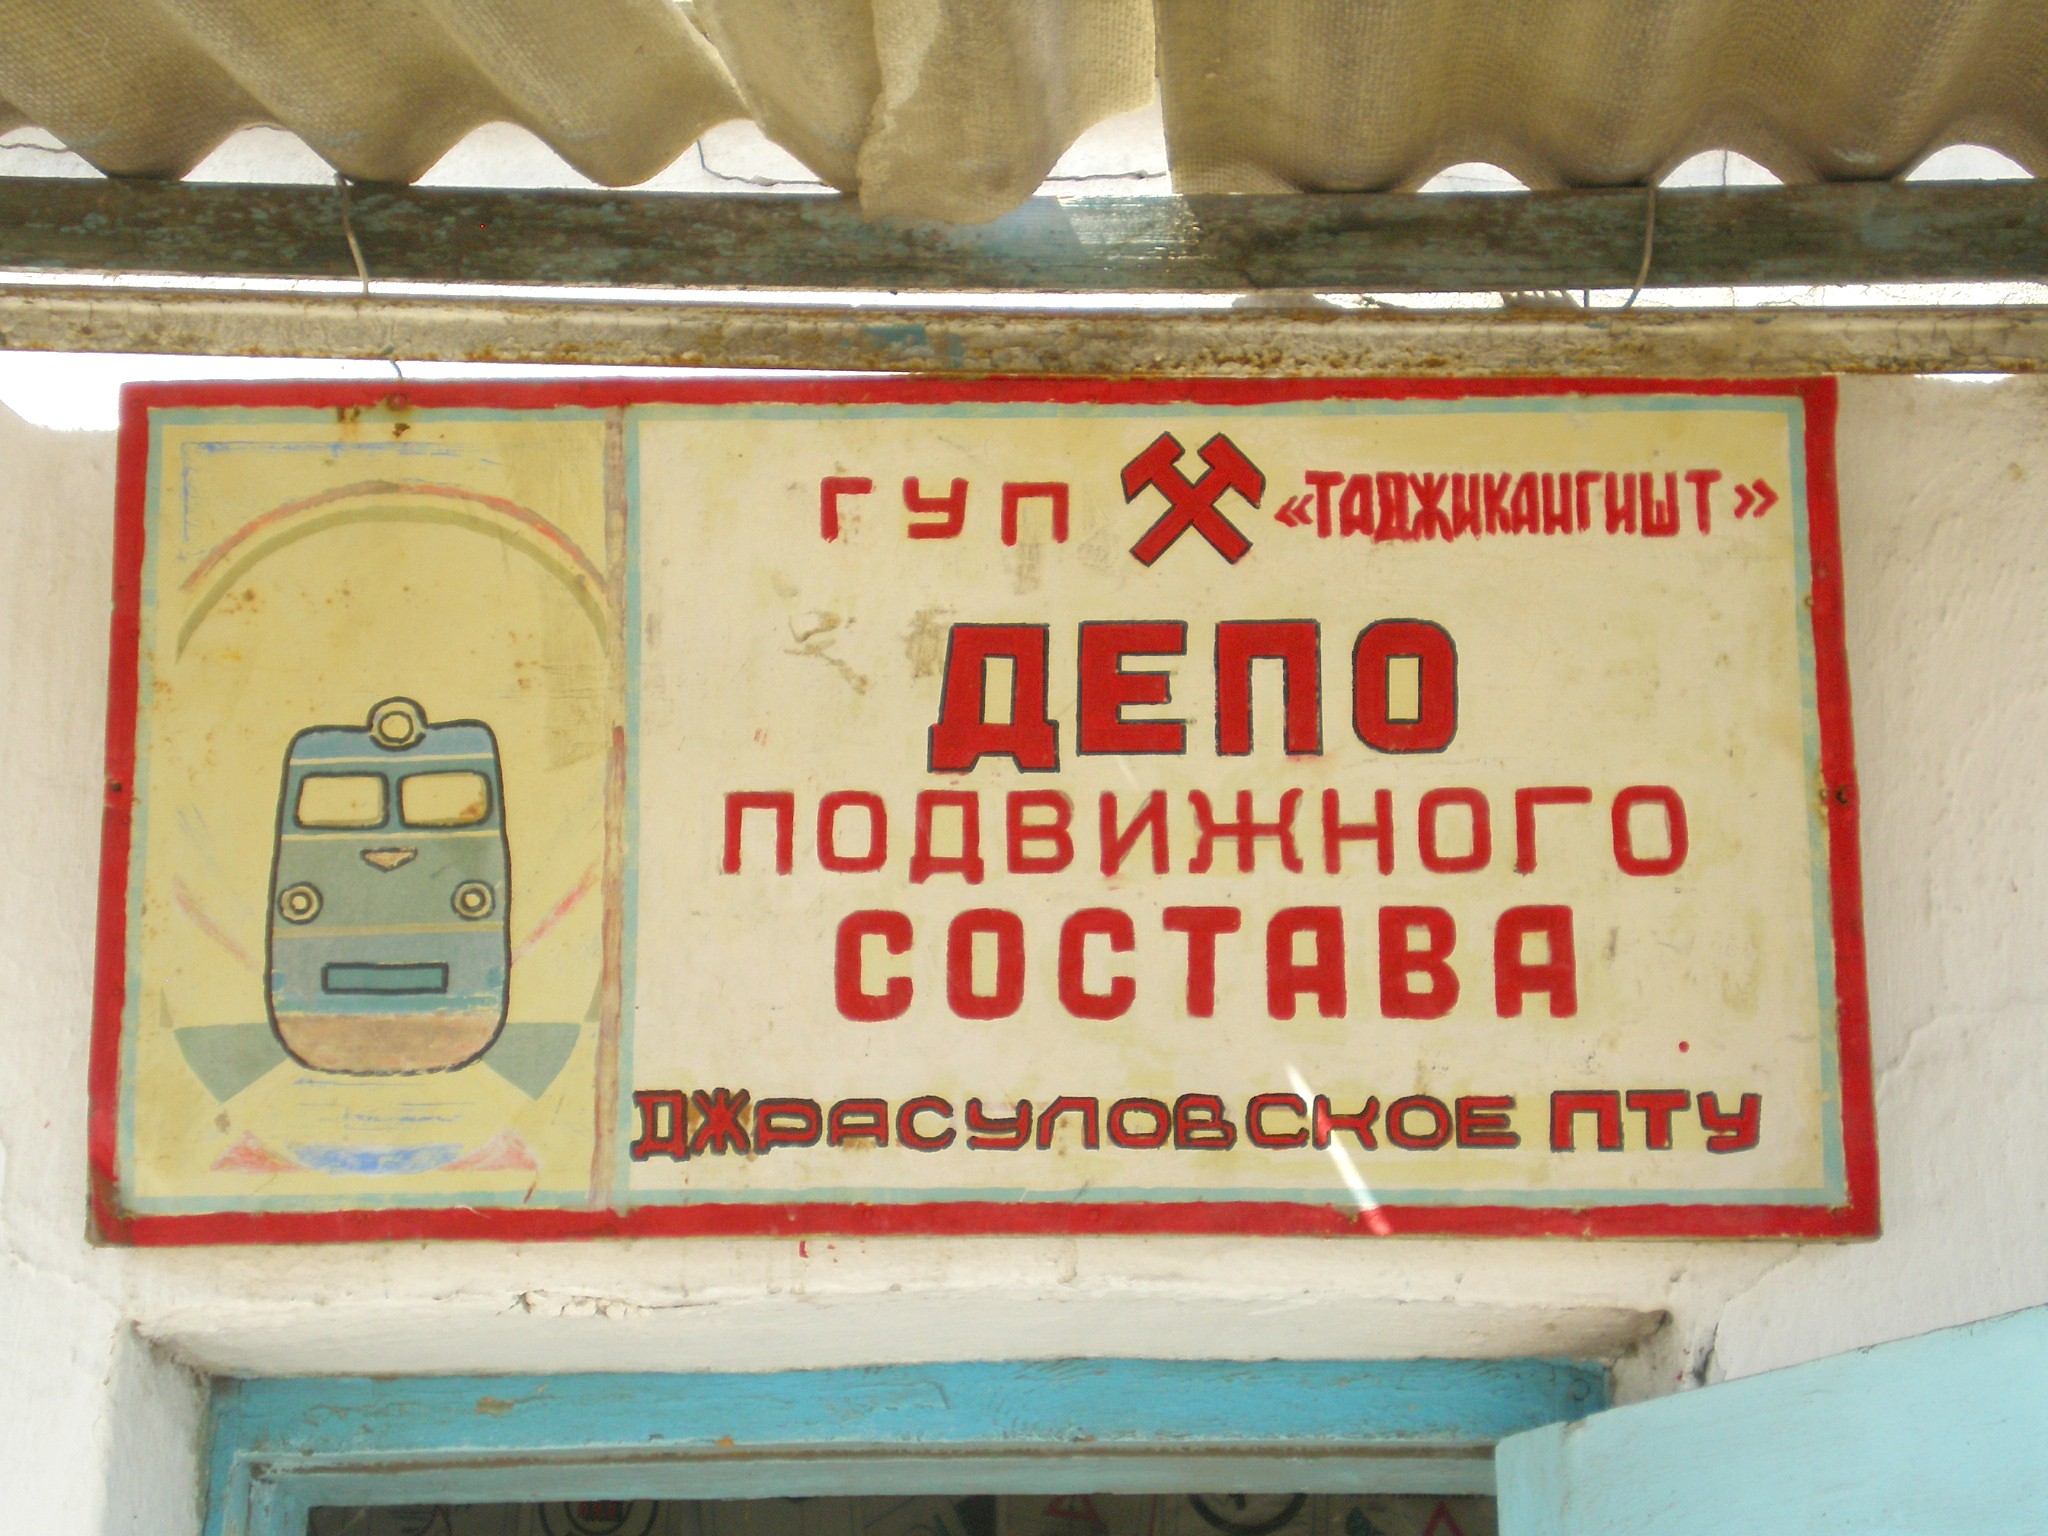 ГУП «ТАДЖИКАНГИШТ»
ДЕПО
ПОДВИЖНОГО
СОСТАВА
ДЖРАСУЛОВСКОЕ ПТУ